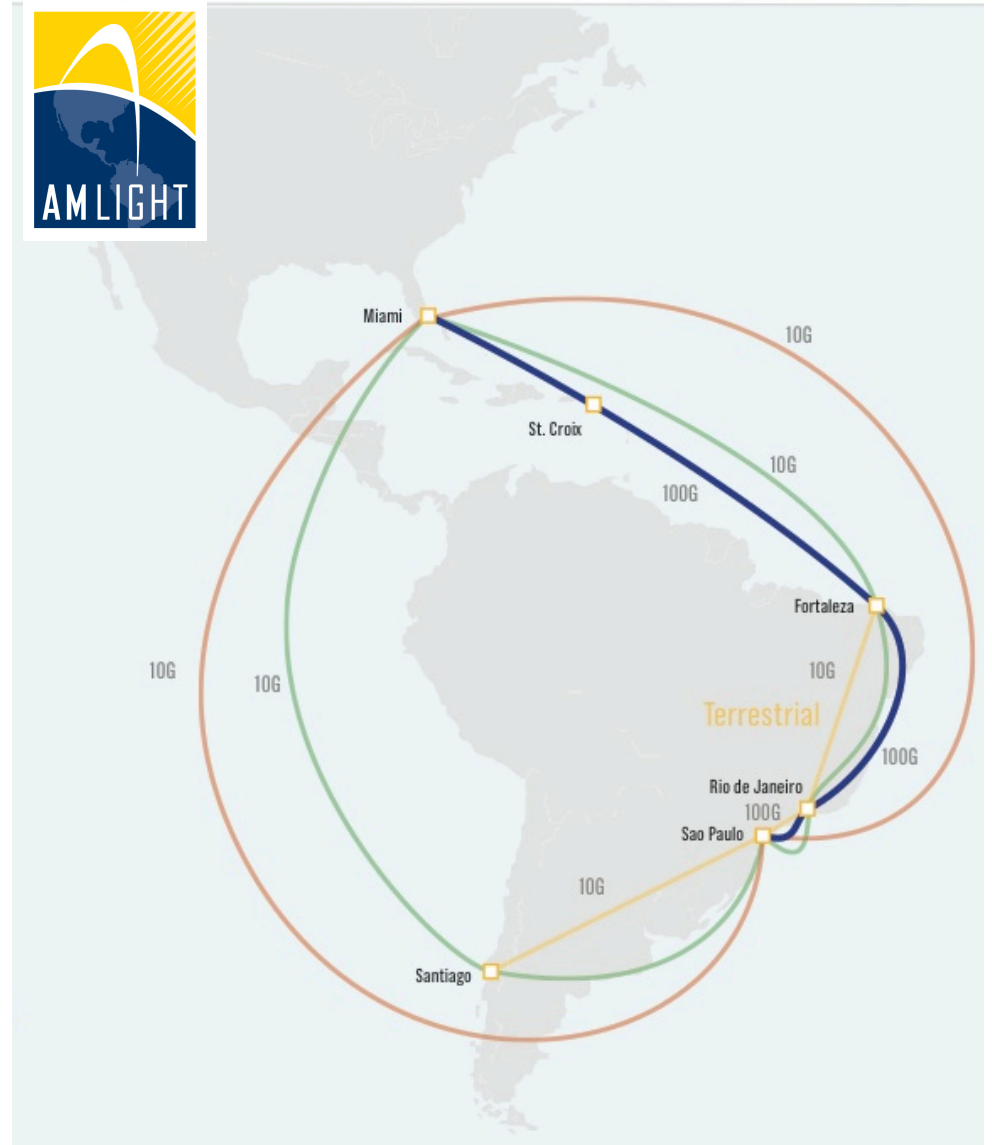 AMLIGHT
Miami
10G
St. Croix
10G
100G
Fortaleza
10G
10G
10G
Terrestrial
100G
Rio de Janeiro
100G
Sao Paulo
10G
Santiago